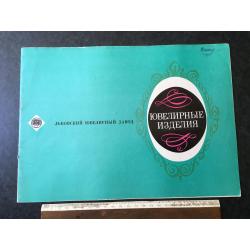 ЛЬВОВСКИЙ ЮВЕЛИРНЫЙ ЗАВОД
ЮВЕЛИРНЫЕ
ИЗДЕЛИЯ